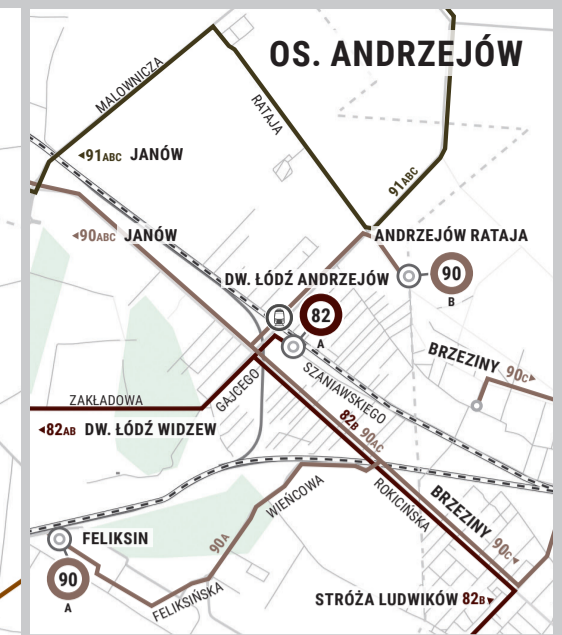 OS. ANDRZEJÓW
MALOWNICZA
RATAJA
◄91ABC JANÓW
91ABC
◄90ABC JANÓW
ANDRZEJÓW RATAJA
90
B
DW. ŁÓDŹ ANDRZEJÓW
82
A
BRZEZINY 90C►
SZANIAWSKIEGO
GAJCEGO
ZAKŁADOWA
◄82AB DW. ŁÓDŹ WIDZEW
82B 90AC
WIEŃCOWA
ROKICIŃSKA
BRZEZINY 90C►
90A
FELIKSIN
90
A
FELIKSIŃSKA
STRÓŻA LUDWIKÓW 82B►